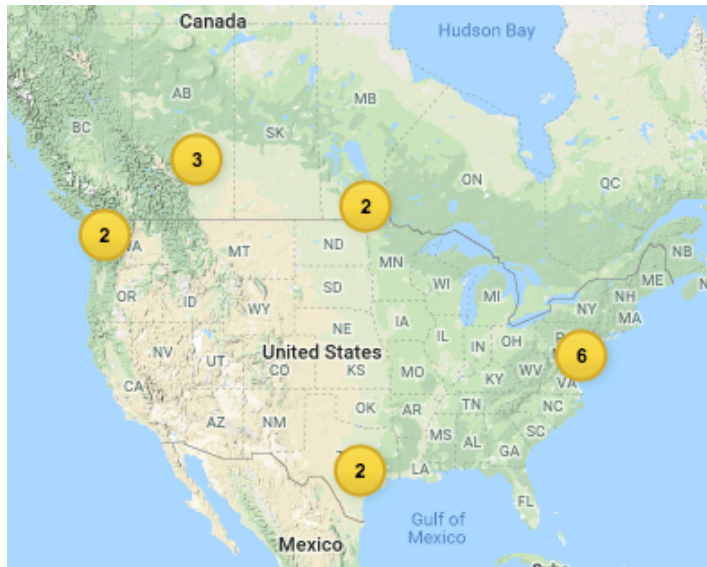 Canada
Hudson Bay
AB
MB
BC
SK
3
ON
QC
2
2
WA
MT
ND
MN
NB
ME
OR
ID
SD
WI
MI
NH
NY
MA
WY
NE
IA
IL
IN
OH
6
NV
UT
CO
United States
KS
MO
KY
WV
VA
CA
AZ
NM
OK
AR
TN
NC
MS
AL
SC
GA
2
LA
FL
Gulf of
Mexico
Mexico